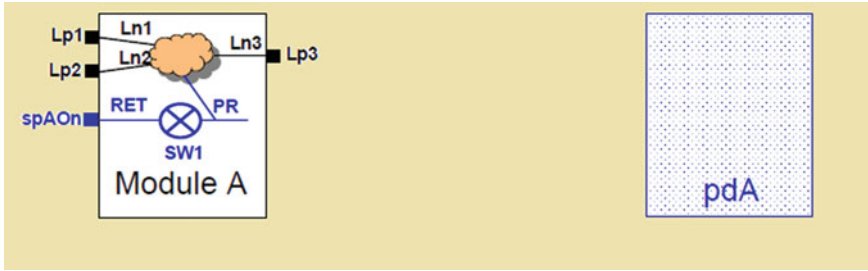 Lp1
Ln1
Ln2
Ln3
Lp3
Lp2
RET
PR
spAOn
SW1
Module A
pdA